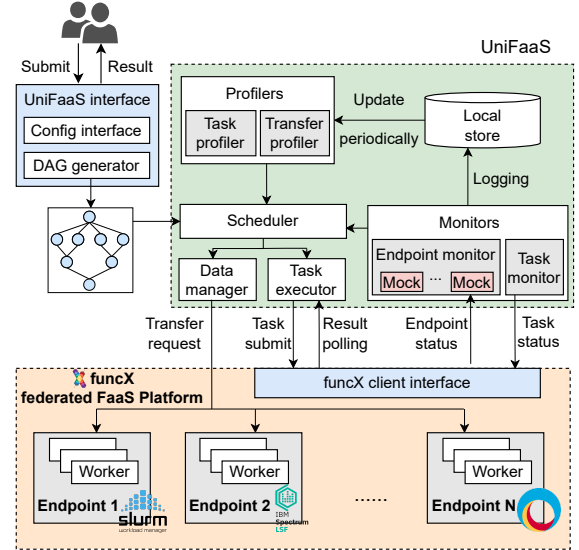 UniFaaS
Submit
Result
UniFaaS interface
Config interface
DAG generator
Profilers
Task
profiler
Transfer
profiler
Update
periodically
Local
store
Logging
Scheduler
Monitors
Endpoint monitor
Mock
...
Mock
Task
monitor
Data
manager
Task
executor
Transfer
request
Task
submit
Result
polling
Endpoint
status
Task
status
funcX
federated FaaS Platform
funcX client interface
Worker
Endpoint 1
slurm
workload manager
Worker
Endpoint 2
IBM
Spectrum
LSF
......
Worker
Endpoint N